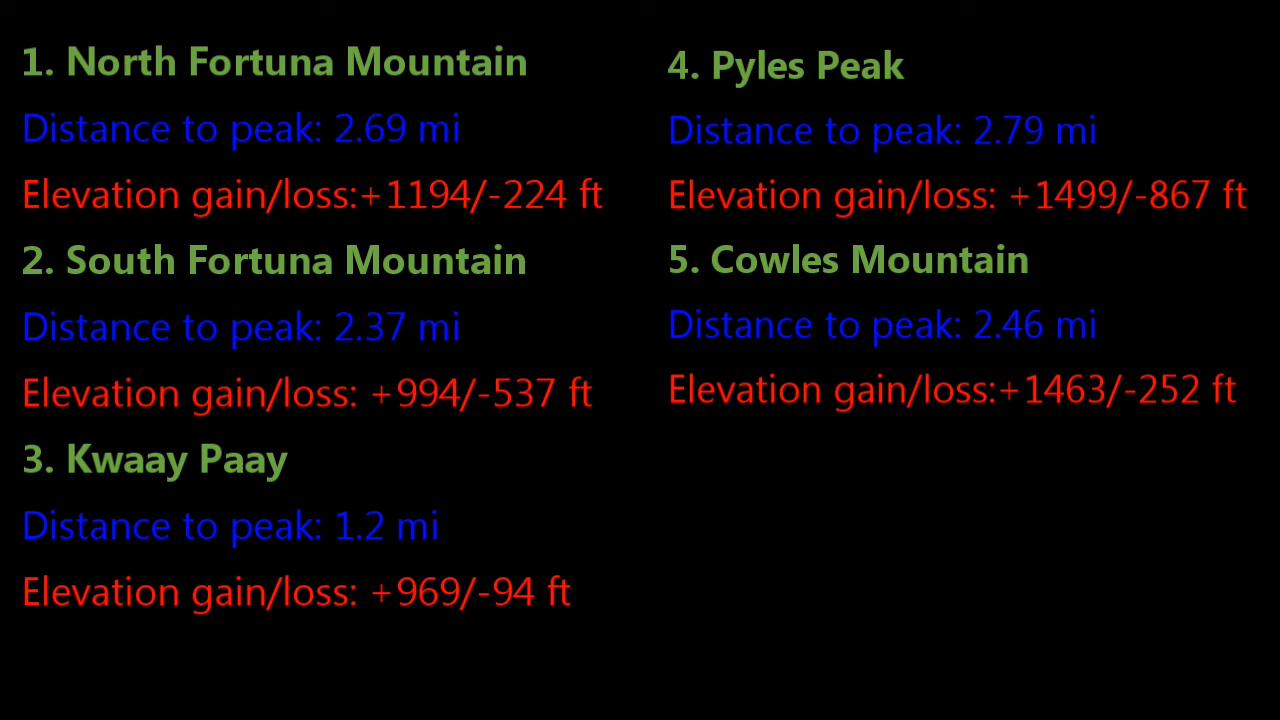 1. North Fortuna Mountain
Distance to peak: 2.69 mi
Elevation gain/loss:+1194/-224 ft
2. South Fortuna Mountain
Distance to peak: 2.37 mi
Elevation gain/loss: +994/-537 ft
3. Kwaay Paay
Distance to peak: 1.2 mi
Elevation gain/loss: +969/-94 ft
4. Pyles Peak
Distance to peak: 2.79 mi
Elevation gain/loss: +1499/-867 ft
5. Cowles Mountain
Distance to peak: 2.46 mi
Elevation gain/loss:+1463/-252 ft